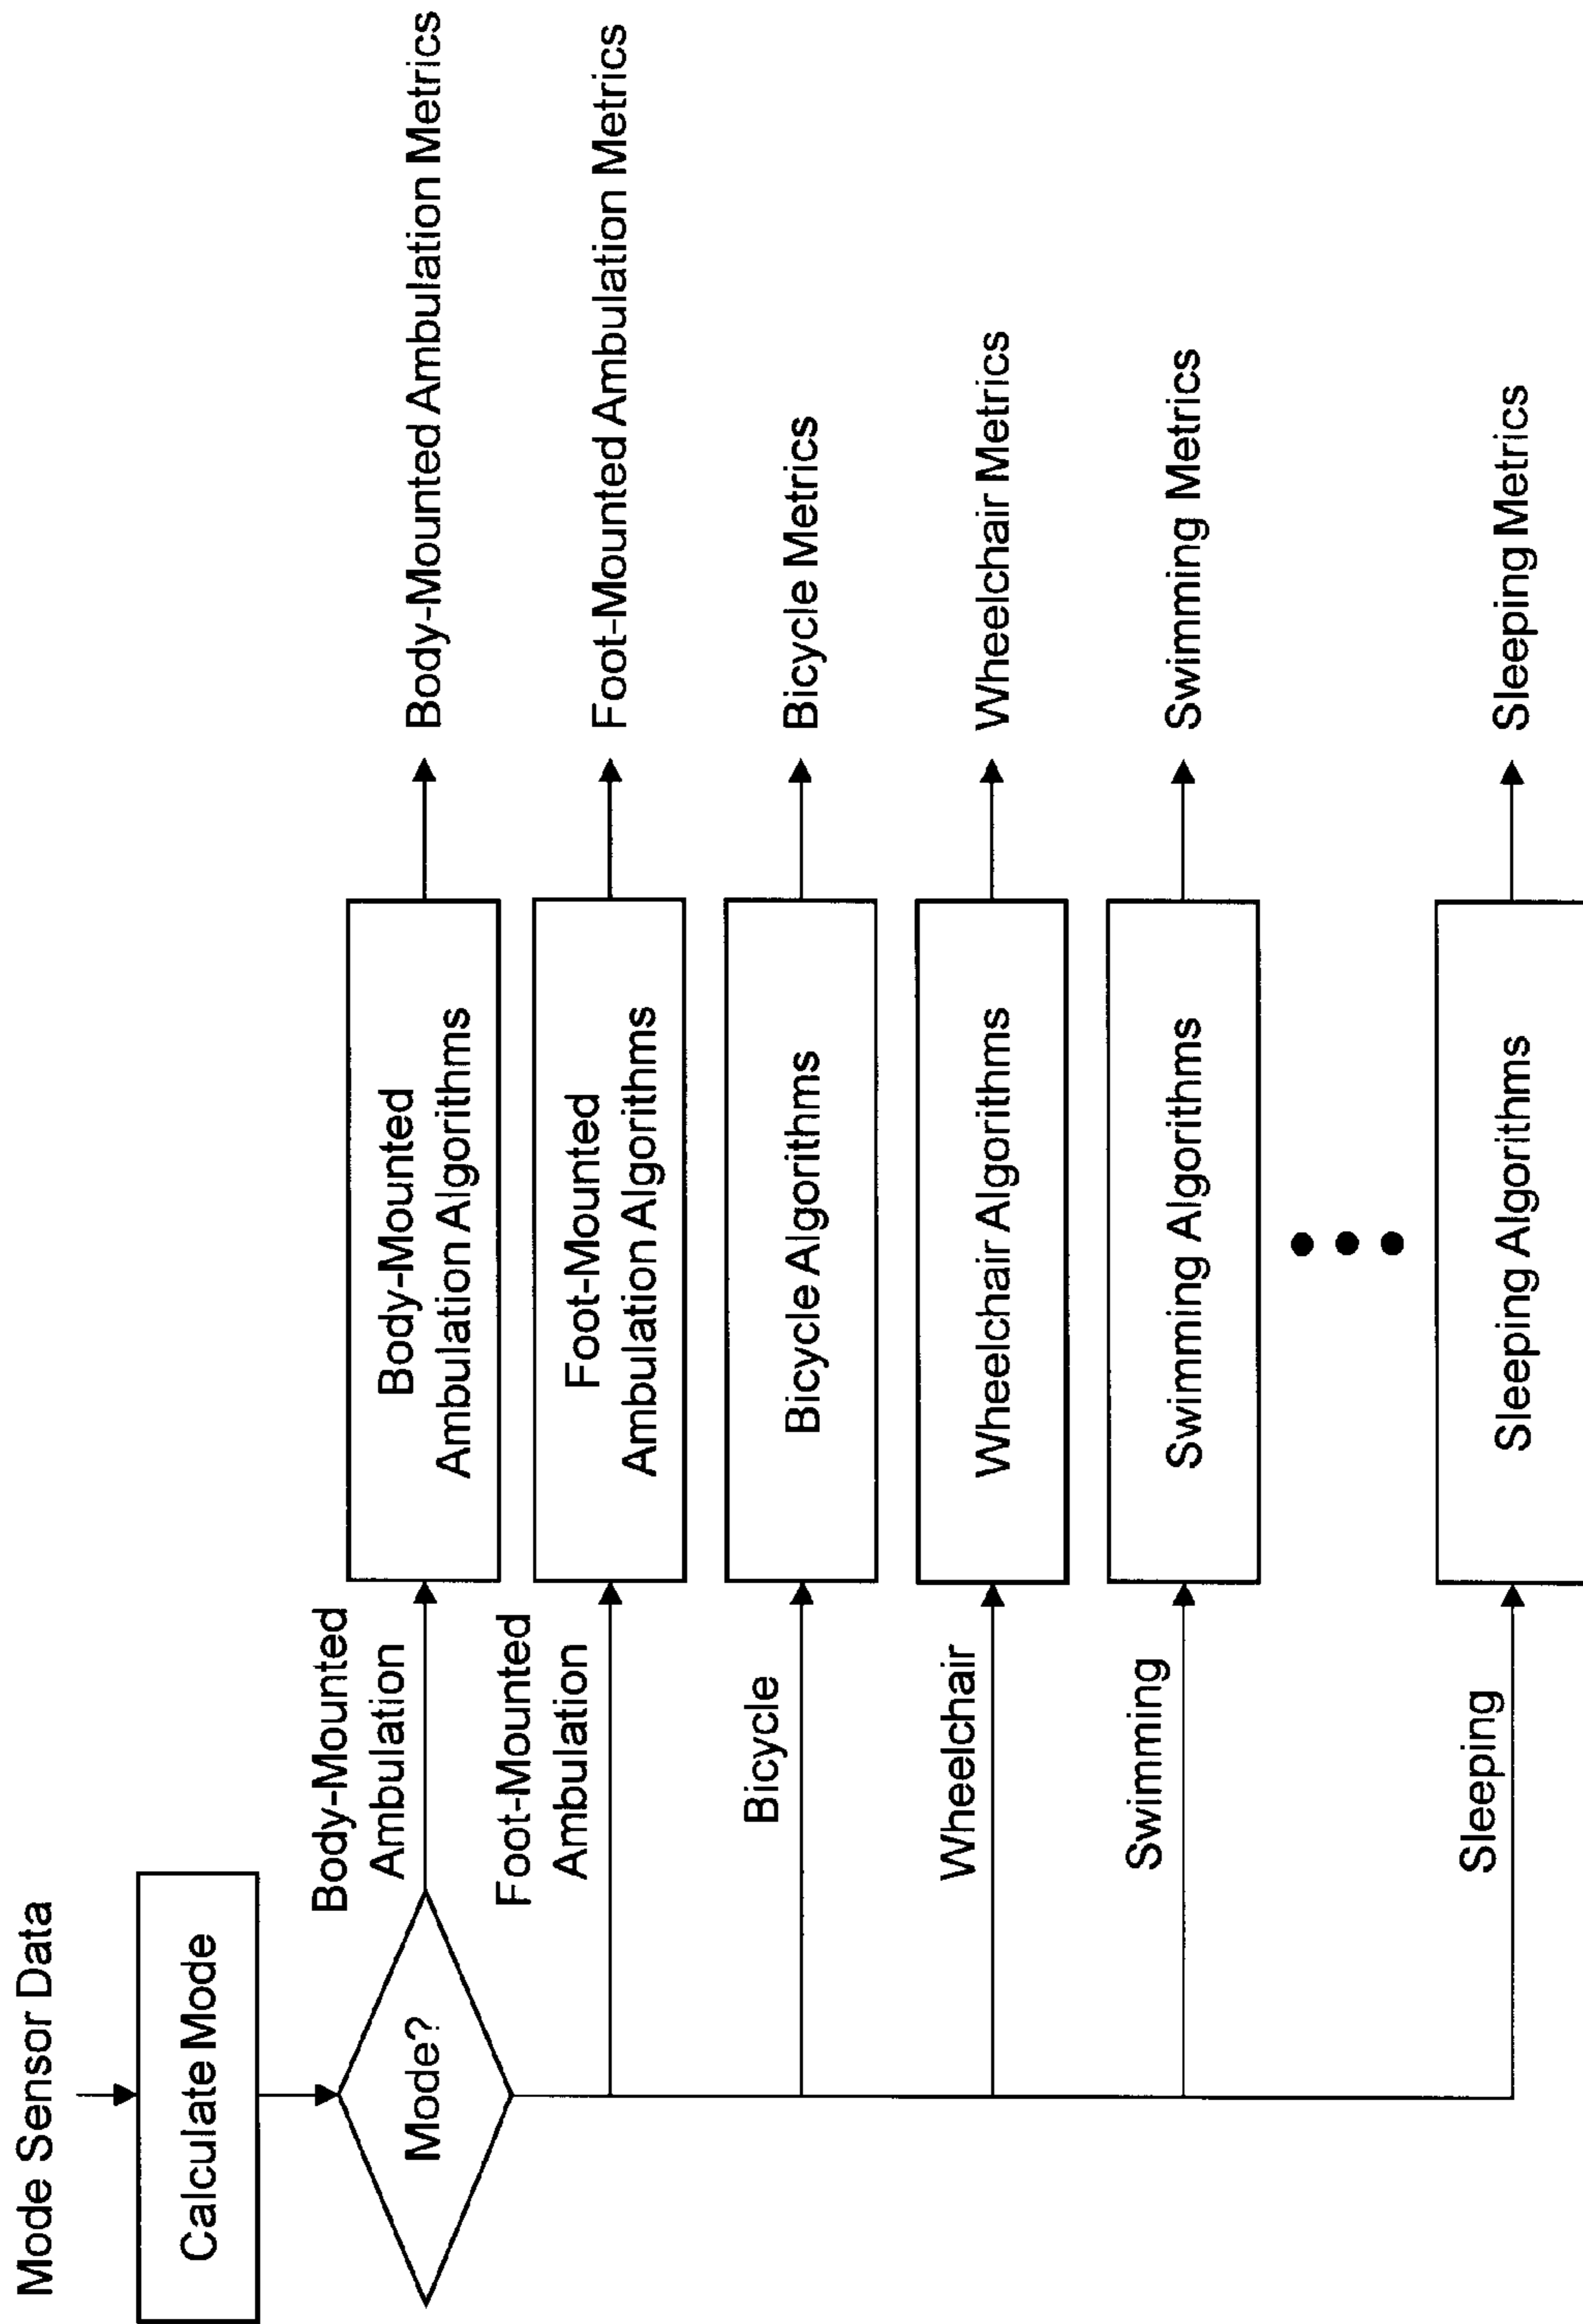 Mode Sensor Data
Calculate Mode
Mode?
Body-Mounted
Ambulation
Body-Mounted
Ambulation Algorithms
Body-Mounted Ambulation Metrics
Foot-Mounted
Ambulation
Foot-Mounted
Ambulation Algorithms
Foot-Mounted Ambulation Metrics
Bicycle
Bicycle Algorithms
Bicycle Metrics
Wheelchair
Wheelchair Algorithms
Wheelchair Metrics
Swimming
Swimming Algorithms
Swimming Metrics
Sleeping
Sleeping Algorithms
Sleeping Metrics